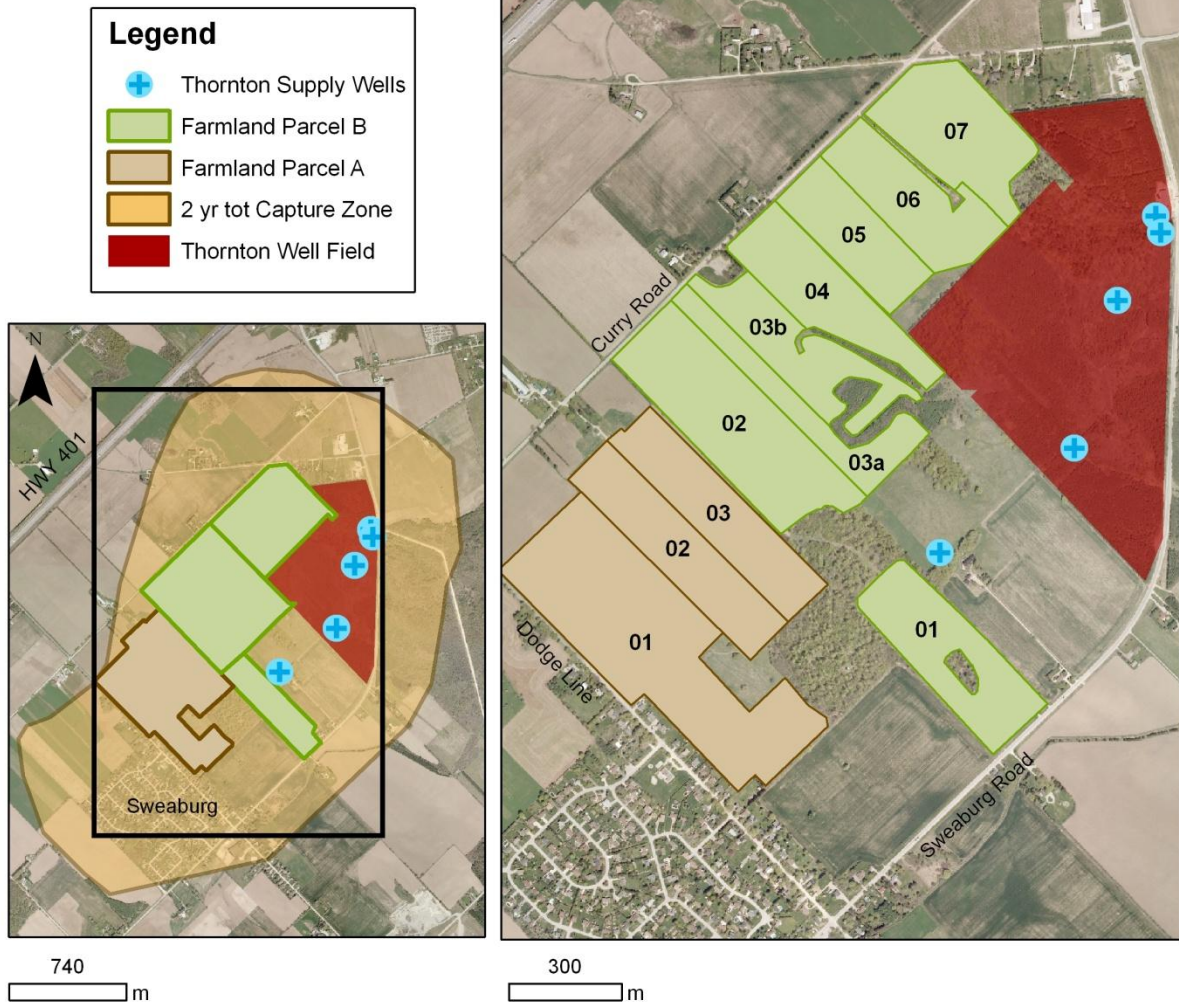 Legend
Thornton Supply Wells
Farmland Parcel B
Farmland Parcel A
2 yr tot Capture Zone
Thornton Well Field
N
HWY 401
Sweaburg
740
m
07
06
05
04
03b
Curry Road
02
03a
03
02
01
01
Dodge Line
Sweaburg Road
300
m